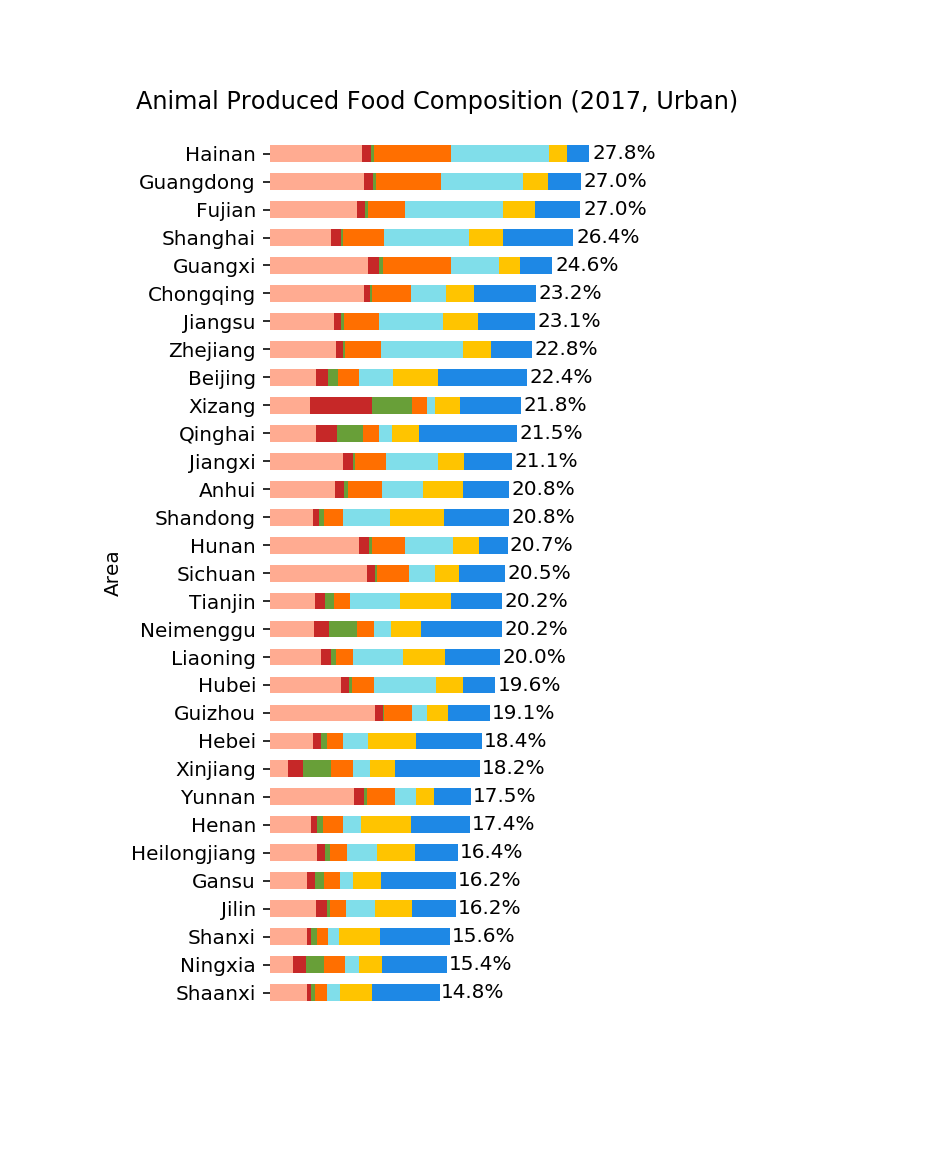 Animal Produced Food Composition (2017, Urban)
Hainan 27.8%
Guangdong 27.0%
Fujian 27.0%
Shanghai 26.4%
Guangxi 24.6%
Chongqing 23.2%
Jiangsu 23.1%
Zhejiang 22.8%
Beijing 22.4%
Xizang 21.8%
Qinghai 21.5%
Jiangxi 21.1%
Anhui 20.8%
Shandong 20.8%
Hunan 20.7%
Sichuan 20.5%
Tianjin 20.2%
Neimenggu 20.2%
Liaoning 20.0%
Hubei 19.6%
Guizhou 19.1%
Hebei 18.4%
Xinjiang 18.2%
Yunnan 17.5%
Henan 17.4%
Heilongjiang 16.4%
Gansu 16.2%
Jilin 16.2%
Shanxi 15.6%
Ningxia 15.4%
Shaanxi 14.8%
Area